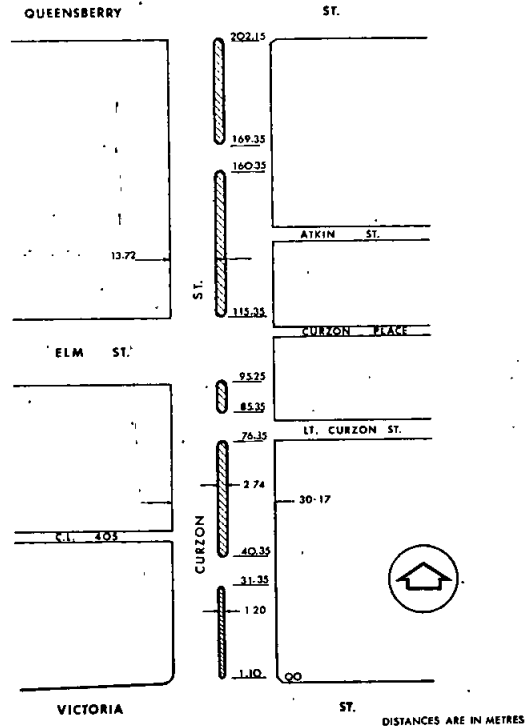 QUEENSBERRY ST.
202.15
169.35
160.35
ATKIN ST.
13.72
ST.
115.35
CURZON PLACE
ELM ST.
95.25
85.35
LT. CURZON ST.
76.35
2.74
30-17
CURZON
C.L. 405
40.35
31.35
1.20
1.10
00
VICTORIA ST.
DISTANCES ARE IN METRES